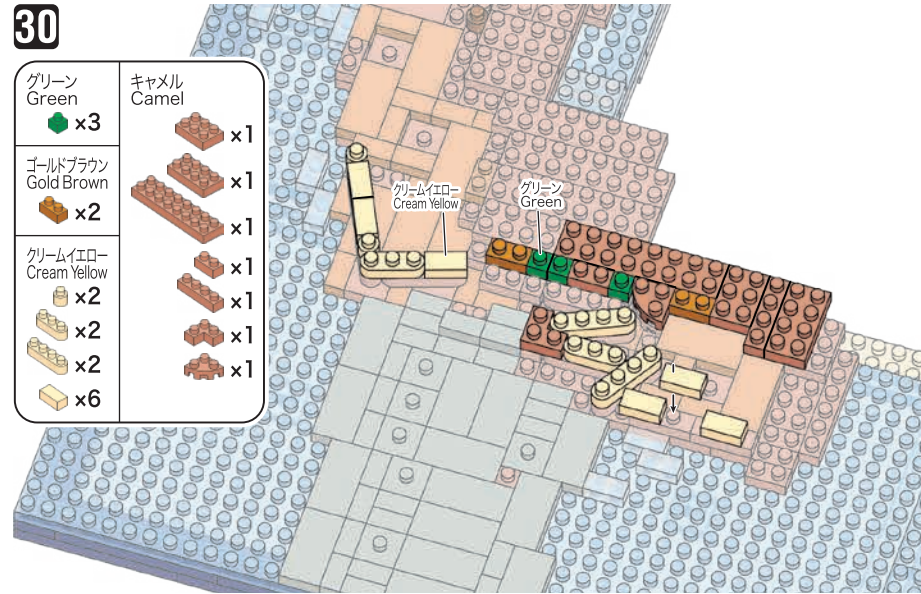 30
グリーン
Green
×3
ゴールドブラウン
Gold Brown
×2
クリームイエロー
Cream Yellow
×2
×2
×2
×6
キャメル
Camel
×1
×1
×1
×1
×1
×1
×1
クリームイエロー
Cream Yellow
グリーン
Green